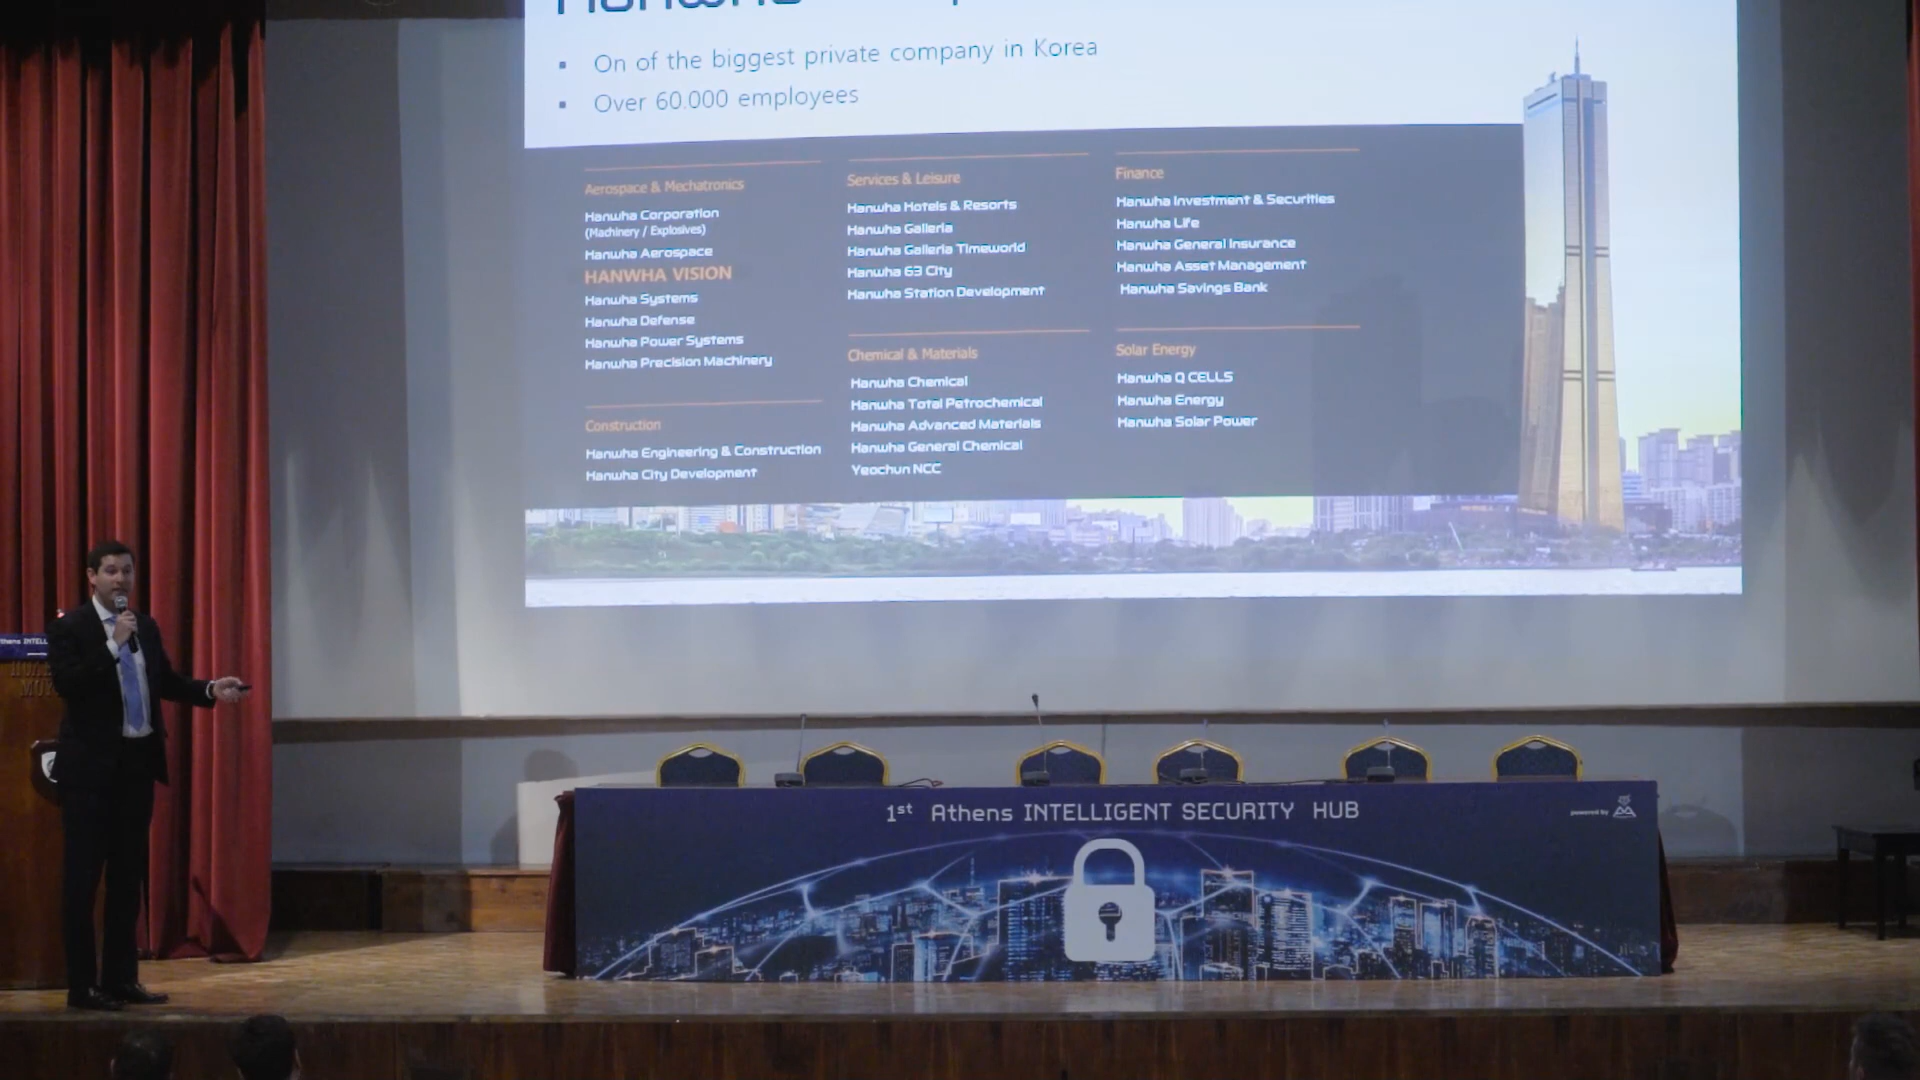 On of the biggest private company in Korea
Over 60.000 employees
Aerospace & Mechatronics
Hanwha Corporation
(Machinery / Explosives)
Hanwha Aerospace
HANWHA VISION
Hanwha Systems
Hanwha Defense
Hanwha Power Systems
Hanwha Precision Machinery
Construction
Hanwha Engineering & Construction
Hanwha City Development
Services & Leisure
Hanwha Hotels & Resorts
Hanwha Galleria
Hanwha Galleria Timeworld
Hanwha 63 City
Hanwha Station Development
Chemical & Materials
Hanwha Chemical
Hanwha Total Petrochemical
Hanwha Advanced Materials
Hanwha General Chemical
Yeochun NCC
Finance
Hanwha Investment & Securities
Hanwha Life
Hanwha General Insurance
Hanwha Asset Management
Hanwha Savings Bank
Solar Energy
Hanwha Q CELLS
Hanwha Energy
Hanwha Solar Power
1st Athens INTELLIGENT SECURITY HUB
powered by